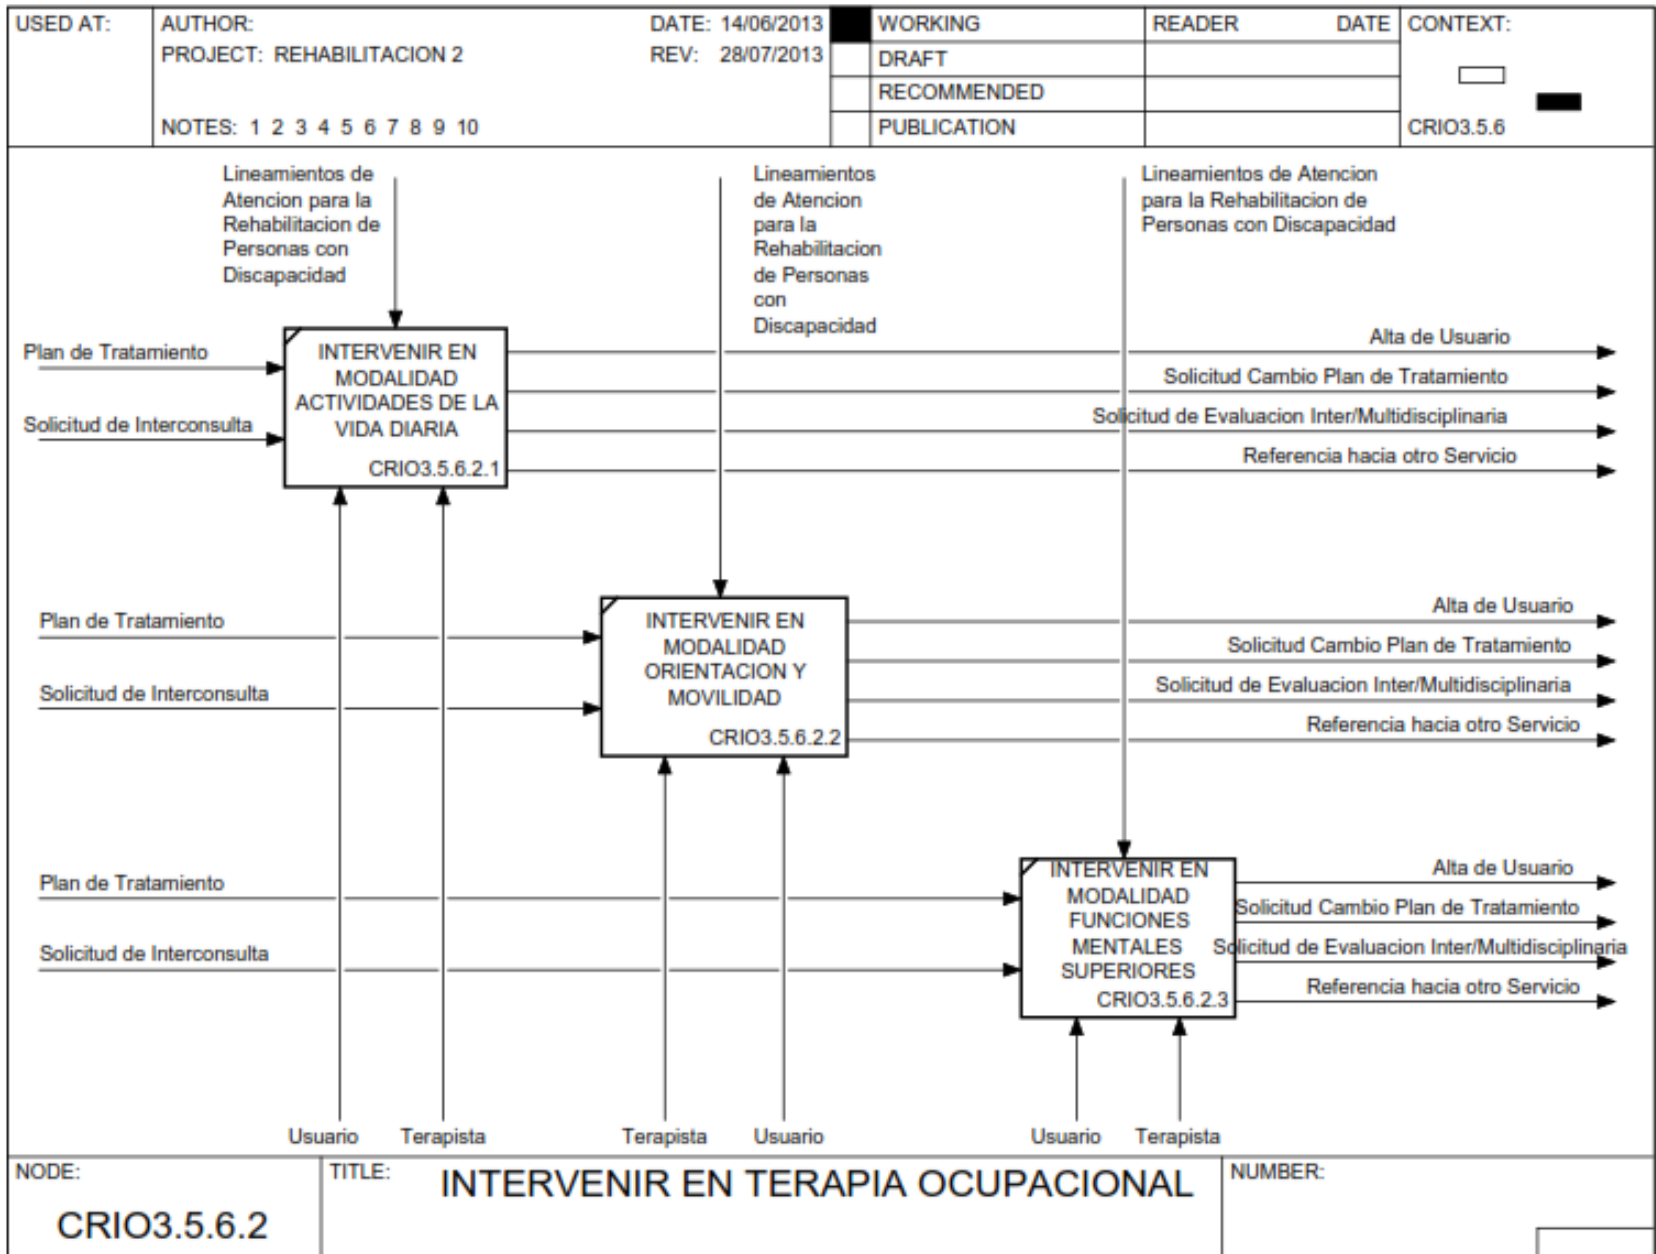 USED AT:
AUTHOR:
DATE: 14/06/2013
PROJECT: REHABILITACION 2
REV: 28/07/2013
NOTES: 1 2 3 4 5 6 7 8 9 10
WORKING
DRAFT
RECOMMENDED
PUBLICATION
READER DATE
CONTEXT:
CRIO3.5.6
Lineamientos de
Atencion para la
Rehabilitacion de
Personas con
Discapacidad
Lineamientos
de Atencion
para la
Rehabilitacion
de Personas
con
Discapacidad
Lineamientos de Atencion
para la Rehabilitacion de
Personas con Discapacidad
Plan de Tratamiento
Solicitud de Interconsulta
INTERVENIR EN
MODALIDAD
ACTIVIDADES DE LA
VIDA DIARIA
CRIO3.5.6.2.1
Alta de Usuario
Solicitud Cambio Plan de Tratamiento
Solicitud de Evaluacion Inter/Multidisciplinaria
Referencia hacia otro Servicio
Plan de Tratamiento
Solicitud de Interconsulta
INTERVENIR EN
MODALIDAD
ORIENTACION Y
MOVILIDAD
CRIO3.5.6.2.2
Alta de Usuario
Solicitud Cambio Plan de Tratamiento
Solicitud de Evaluacion Inter/Multidisciplinaria
Referencia hacia otro Servicio
Plan de Tratamiento
Solicitud de Interconsulta
INTERVENIR EN
MODALIDAD
FUNCIONES
MENTALES
SUPERIORES
CRIO3.5.6.2.3
Alta de Usuario
Solicitud Cambio Plan de Tratamiento
Solicitud de Evaluacion Inter/Multidisciplinaria
Referencia hacia otro Servicio
Usuario
Terapista
Terapista
Usuario
Usuario
Terapista
NODE:
CRIO3.5.6.2
TITLE:
INTERVENIR EN TERAPIA OCUPACIONAL
NUMBER: